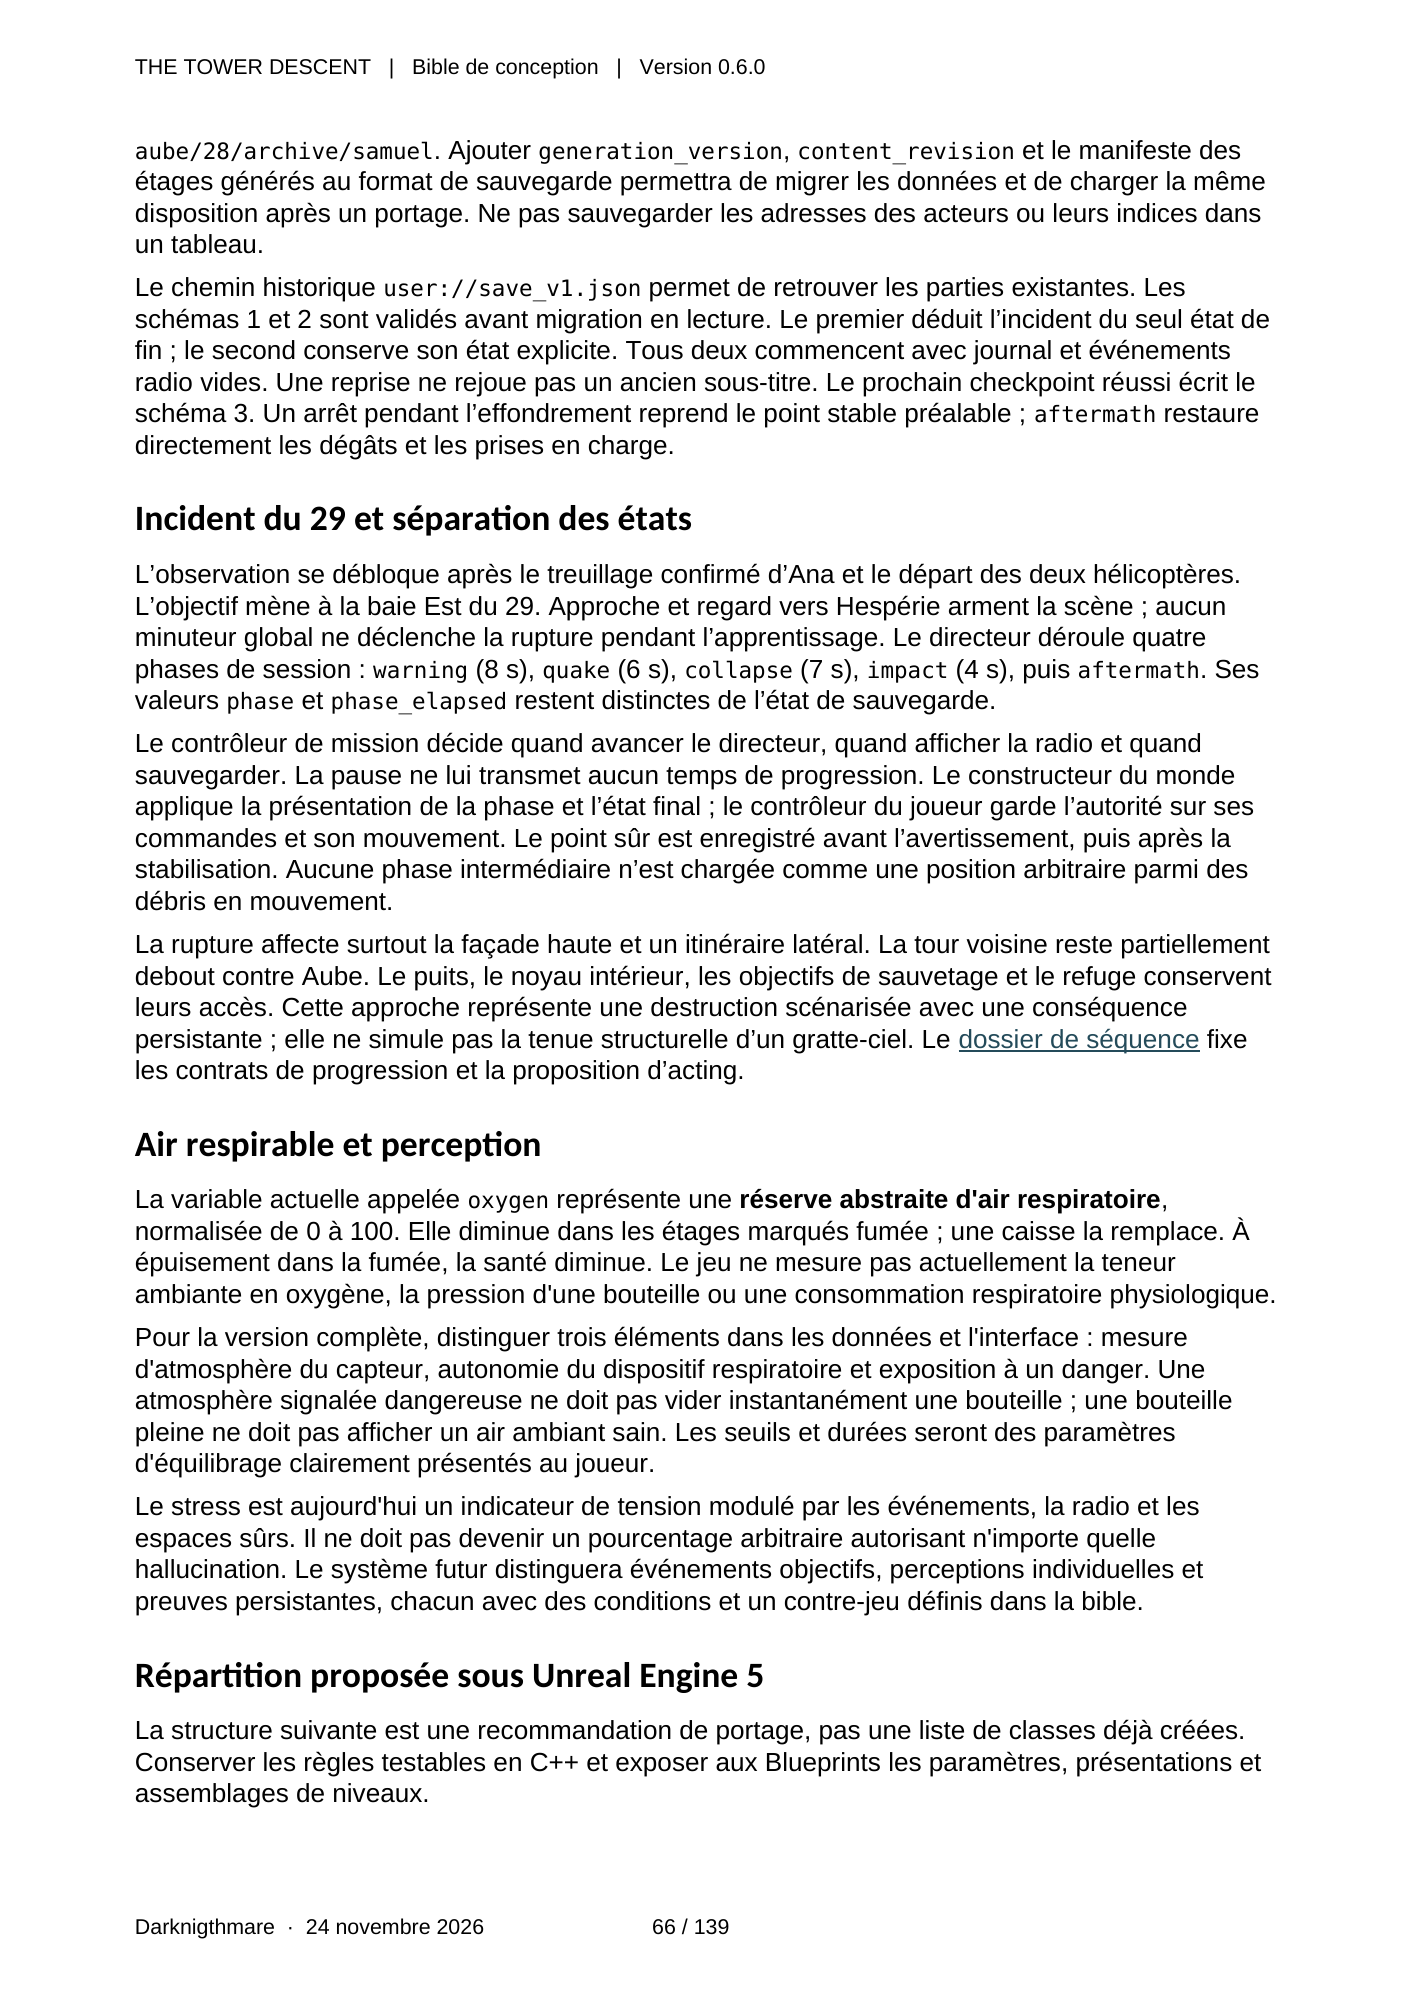 THE TOWER DESCENT | Bible de conception | Version 0.6.0
aube/28/archive/samuel. Ajouter generation_version, content_revision et le manifeste des
étages générés au format de sauvegarde permettra de migrer les données et de charger la même
disposition après un portage. Ne pas sauvegarder les adresses des acteurs ou leurs indices dans
un tableau.
Le chemin historique user://save_v1.json permet de retrouver les parties existantes. Les
schémas 1 et 2 sont validés avant migration en lecture. Le premier déduit l’incident du seul état de
fin ; le second conserve son état explicite. Tous deux commencent avec journal et événements
radio vides. Une reprise ne rejoue pas un ancien sous-titre. Le prochain checkpoint réussi écrit le
schéma 3. Un arrêt pendant l’effondrement reprend le point stable préalable ; aftermath restaure
directement les dégâts et les prises en charge.
Incident du 29 et séparation des états
L’observation se débloque après le treuillage confirmé d’Ana et le départ des deux hélicoptères.
L’objectif mène à la baie Est du 29. Approche et regard vers Hespérie arment la scène ; aucun
minuteur global ne déclenche la rupture pendant l’apprentissage. Le directeur déroule quatre
phases de session : warning (8 s), quake (6 s), collapse (7 s), impact (4 s), puis aftermath. Ses
valeurs phase et phase_elapsed restent distinctes de l’état de sauvegarde.
Le contrôleur de mission décide quand avancer le directeur, quand afficher la radio et quand
sauvegarder. La pause ne lui transmet aucun temps de progression. Le constructeur du monde
applique la présentation de la phase et l’état final ; le contrôleur du joueur garde l’autorité sur ses
commandes et son mouvement. Le point sûr est enregistré avant l’avertissement, puis après la
stabilisation. Aucune phase intermédiaire n’est chargée comme une position arbitraire parmi des
débris en mouvement.
La rupture affecte surtout la façade haute et un itinéraire latéral. La tour voisine reste partiellement
debout contre Aube. Le puits, le noyau intérieur, les objectifs de sauvetage et le refuge conservent
leurs accès. Cette approche représente une destruction scénarisée avec une conséquence
persistante ; elle ne simule pas la tenue structurelle d’un gratte-ciel. Le dossier de séquence fixe
les contrats de progression et la proposition d’acting.
Air respirable et perception
La variable actuelle appelée oxygen représente une réserve abstraite d'air respiratoire,
normalisée de 0 à 100. Elle diminue dans les étages marqués fumée ; une caisse la remplace. À
épuisement dans la fumée, la santé diminue. Le jeu ne mesure pas actuellement la teneur
ambiante en oxygène, la pression d'une bouteille ou une consommation respiratoire physiologique.
Pour la version complète, distinguer trois éléments dans les données et l'interface : mesure
d'atmosphère du capteur, autonomie du dispositif respiratoire et exposition à un danger. Une
atmosphère signalée dangereuse ne doit pas vider instantanément une bouteille ; une bouteille
pleine ne doit pas afficher un air ambiant sain. Les seuils et durées seront des paramètres
d'équilibrage clairement présentés au joueur.
Le stress est aujourd'hui un indicateur de tension modulé par les événements, la radio et les
espaces sûrs. Il ne doit pas devenir un pourcentage arbitraire autorisant n'importe quelle
hallucination. Le système futur distinguera événements objectifs, perceptions individuelles et
preuves persistantes, chacun avec des conditions et un contre-jeu définis dans la bible.
Répartition proposée sous Unreal Engine 5
La structure suivante est une recommandation de portage, pas une liste de classes déjà créées.
Conserver les règles testables en C++ et exposer aux Blueprints les paramètres, présentations et
assemblages de niveaux.
Darknigthmare · 24 novembre 2026 66 / 139